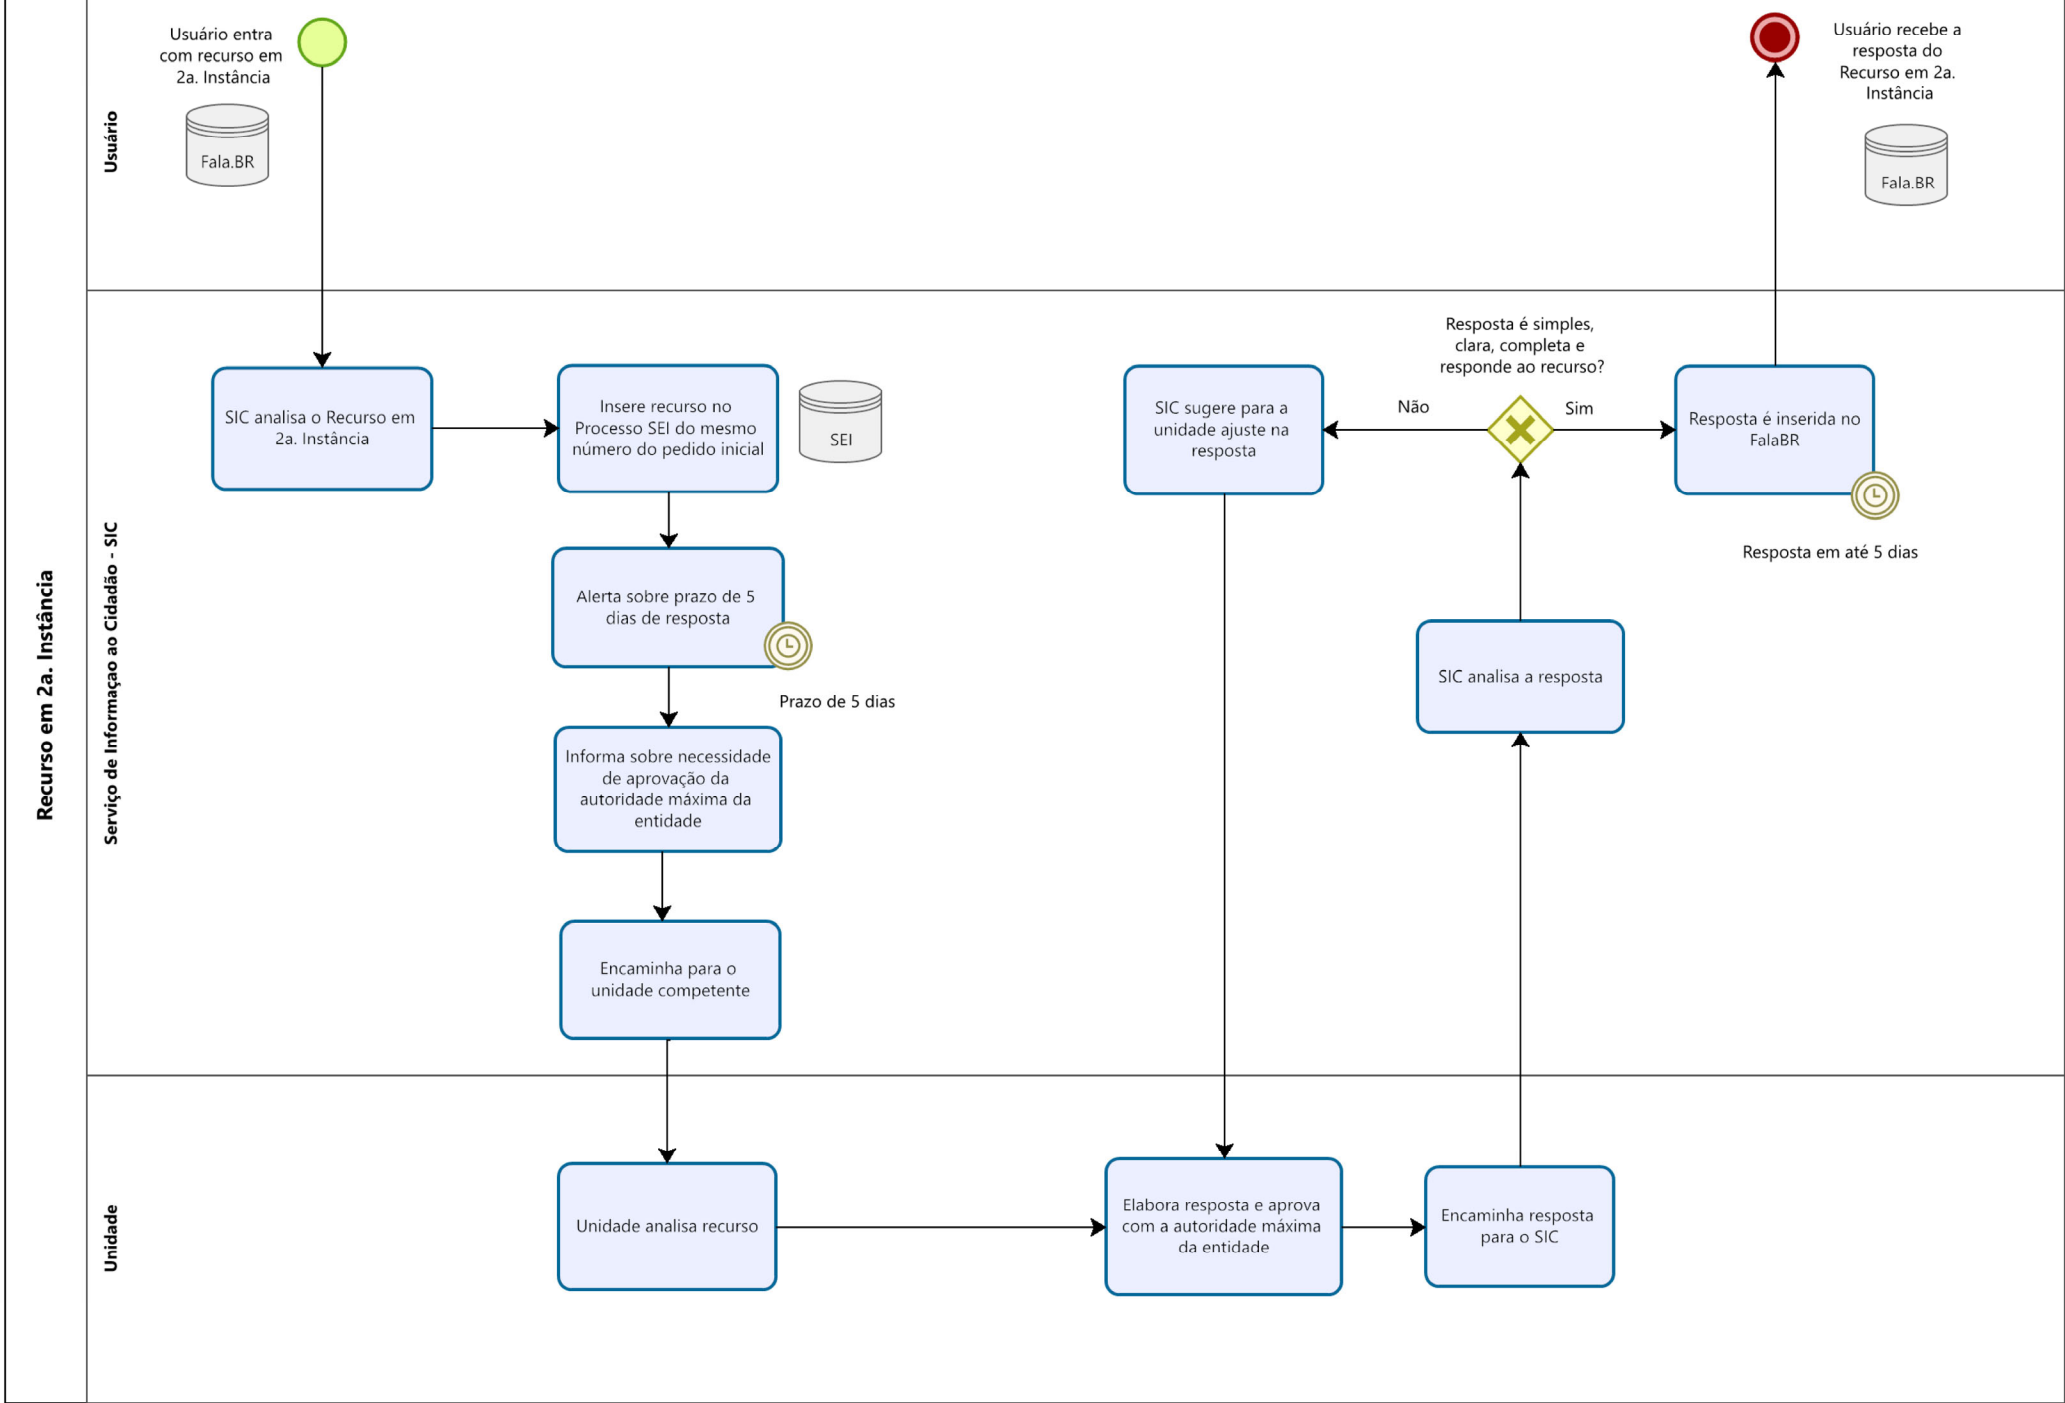 Recurso em 2a. Instância
Usuário
Usuário entra
com recurso em
2a. Instância
Fala.BR
Usuário recebe a
resposta do
Recurso em 2a.
Instância
Fala.BR
Serviço de Informaçao ao Cidadão - SIC
SIC analisa o Recurso em
2a. Instância
Insere recurso no
Processo SEI do mesmo
número do pedido inicial
SEI
Alerta sobre prazo de 5
dias de resposta
Prazo de 5 dias
Informa sobre necessidade
de aprovação da
autoridade máxima da
entidade
Encaminha para o
unidade competente
SIC sugere para a
unidade ajuste na
resposta
Não
Resposta é simples,
clara, completa e
responde ao recurso?
Sim
Resposta é inserida no
FalaBR
Resposta em até 5 dias
SIC analisa a resposta
Unidade
Unidade analisa recurso
Elabora resposta e aprova
com a autoridade máxima
da entidade
Encaminha resposta
para o SIC